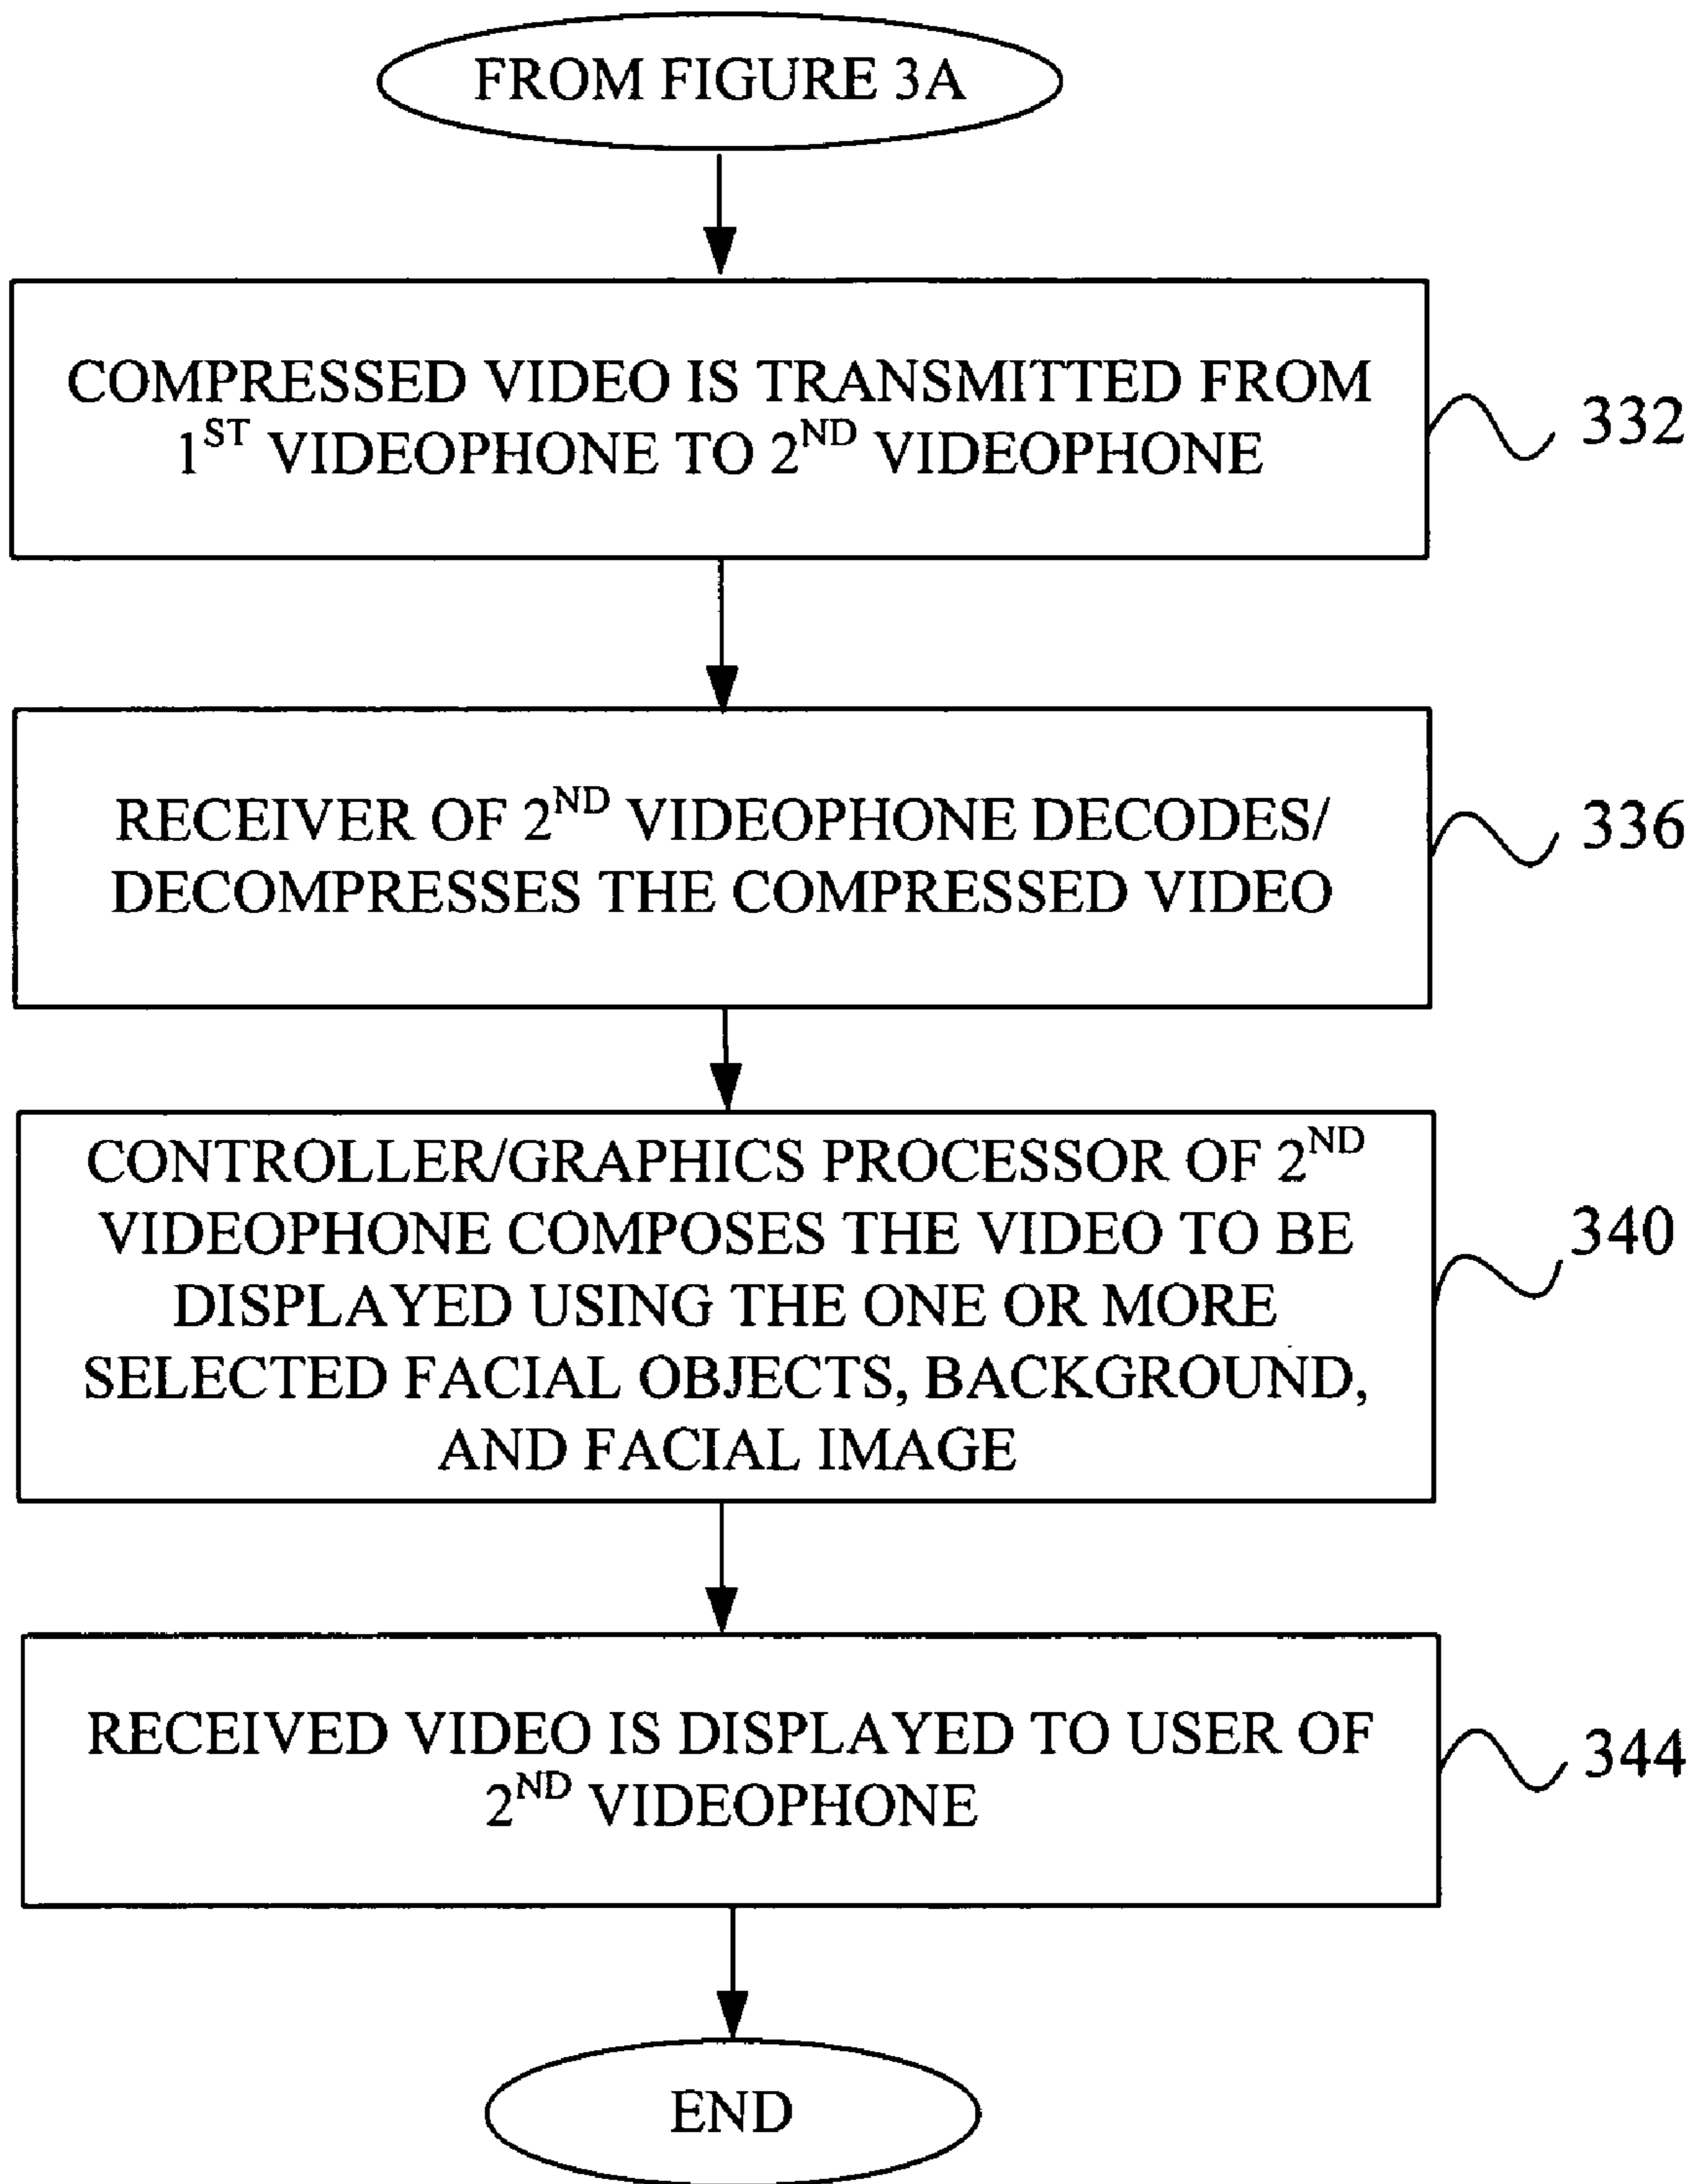 FROM FIGURE 3A
COMPRESSED VIDEO IS TRANSMITTED FROM
1ST VIDEOPHONE TO 2ND VIDEOPHONE
332
RECEIVER OF 2ND VIDEOPHONE DECODES/
DECOMPRESSES THE COMPRESSED VIDEO
336
CONTROLLER/GRAPHICS PROCESSOR OF 2ND
VIDEOPHONE COMPOSES THE VIDEO TO BE
DISPLAYED USING THE ONE OR MORE
SELECTED FACIAL OBJECTS, BACKGROUND,
AND FACIAL IMAGE
340
RECEIVED VIDEO IS DISPLAYED TO USER OF
2ND VIDEOPHONE
344
END